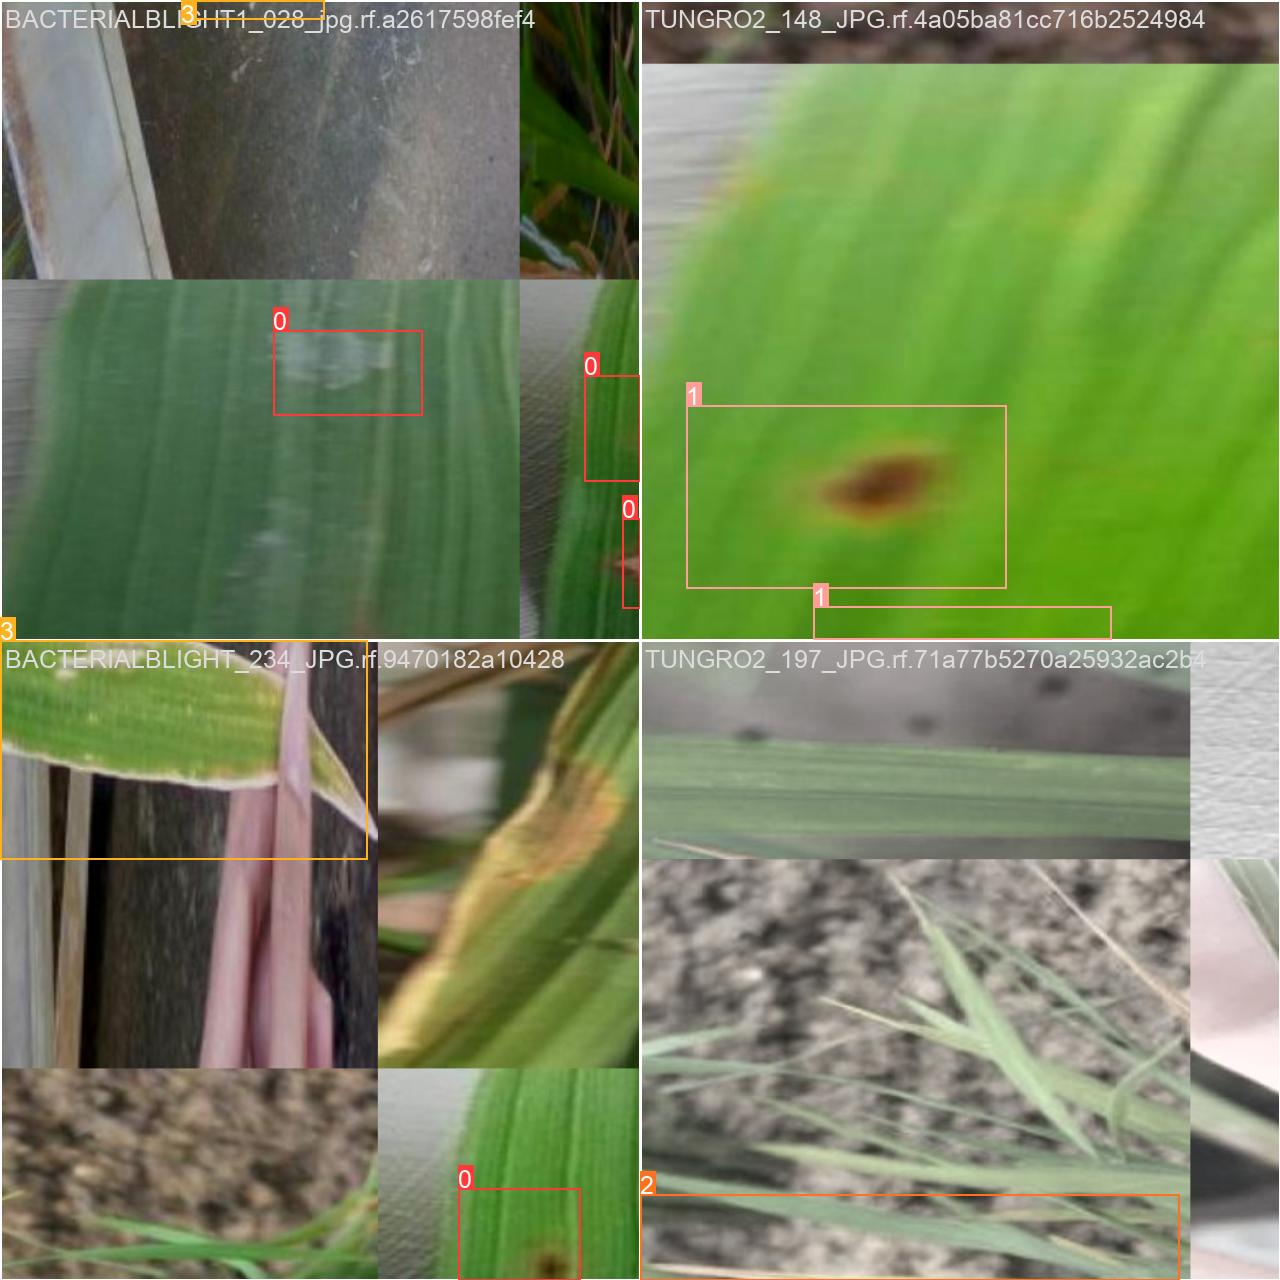 3
BACTERIALBLIGHT1_028_jpg.rf.a2617598fef4
TUNGRO2_148_JPG.rf.4a05ba81cc716b2524984
0
0
1
0
1
3
BACTERIALBLIGHT_234_JPG.rf.9470182a10428
TUNGRO2_197_JPG.rf.71a77b5270a25932ac2b4
0
2